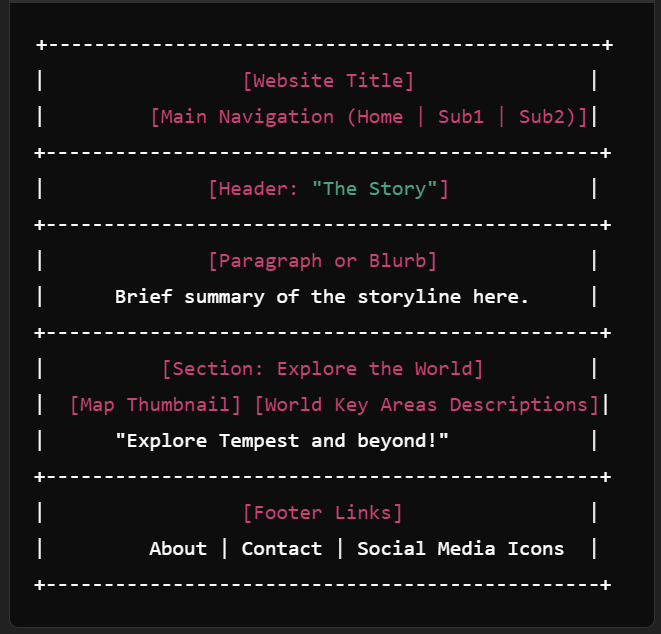 +------------------------------------------------+
|                 [Website Title]               |
|         [Main Navigation (Home | Sub1 | Sub2)]|
+------------------------------------------------+
|              [Header: "The Story"]            |
+------------------------------------------------+
|              [Paragraph or Blurb]             |
|      Brief summary of the storyline here.     |
+------------------------------------------------+
|          [Section: Explore the World]         |
|  [Map Thumbnail] [World Key Areas Descriptions]|
|      "Explore Tempest and beyond!"            |
+------------------------------------------------+
|                 [Footer Links]                |
|         About | Contact | Social Media Icons  |
+------------------------------------------------+